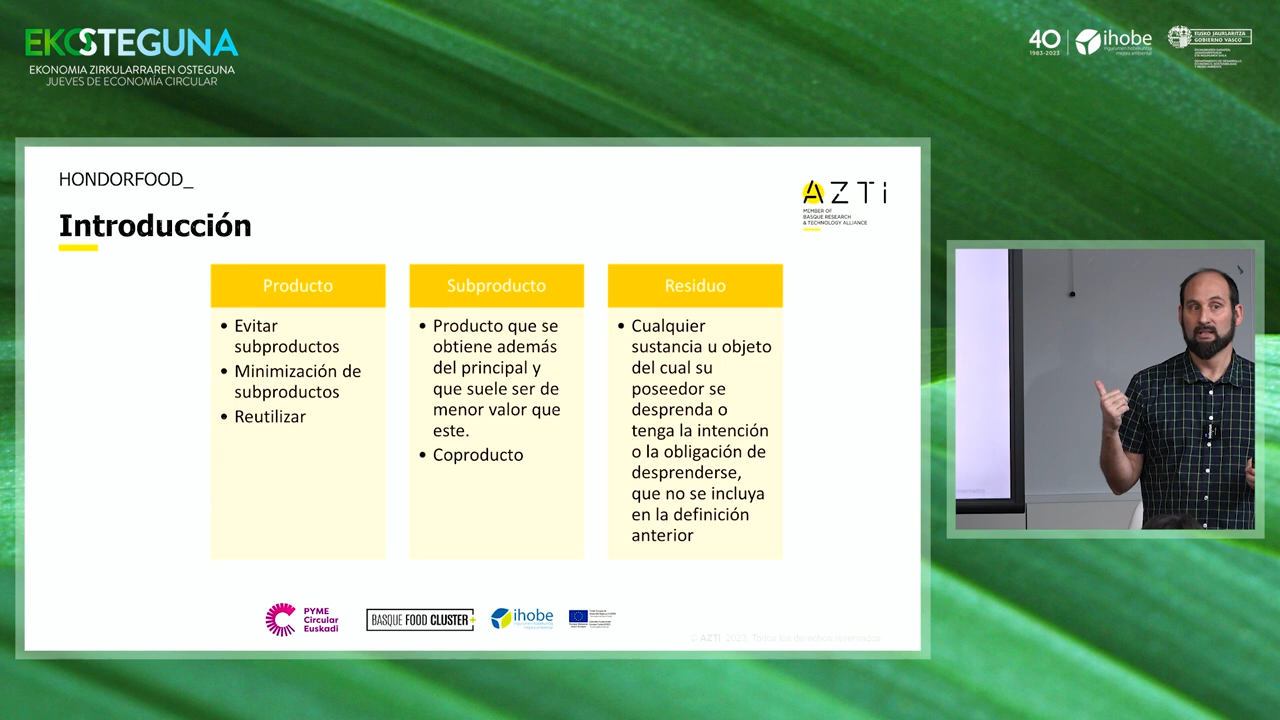 EKOSTEGUNA
EKONOMIA ZIRKULARRAREN OSTEGUNA
JUEVES DE ECONOMÍA CIRCULAR
40
1983-2023
ihobe
EUSKO JAURLARITZA
GOBIERNO VASCO
HONDORFOOD_
AZTi
MEMBER OF
BASQUE RESEARCH
& TECHNOLOGY ALLIANCE
Introducción
Producto
Evitar
subproductos
Minimización de
subproductos
Reutilizar
Subproducto
Producto que se
obtiene además
del principal y
que suele ser de
menor valor que
este.
Coproducto
Residuo
Cualquier
sustancia u objeto
del cual su
poseedor se
desprenda o
tenga la intención
o la obligación de
desprenderse,
que no se incluya
en la definición
anterior
PYME
Circular
Euskadi
BASQUE FOOD CLUSTER+
ihobe
© AZTI. 2023. Todos los derechos reservados